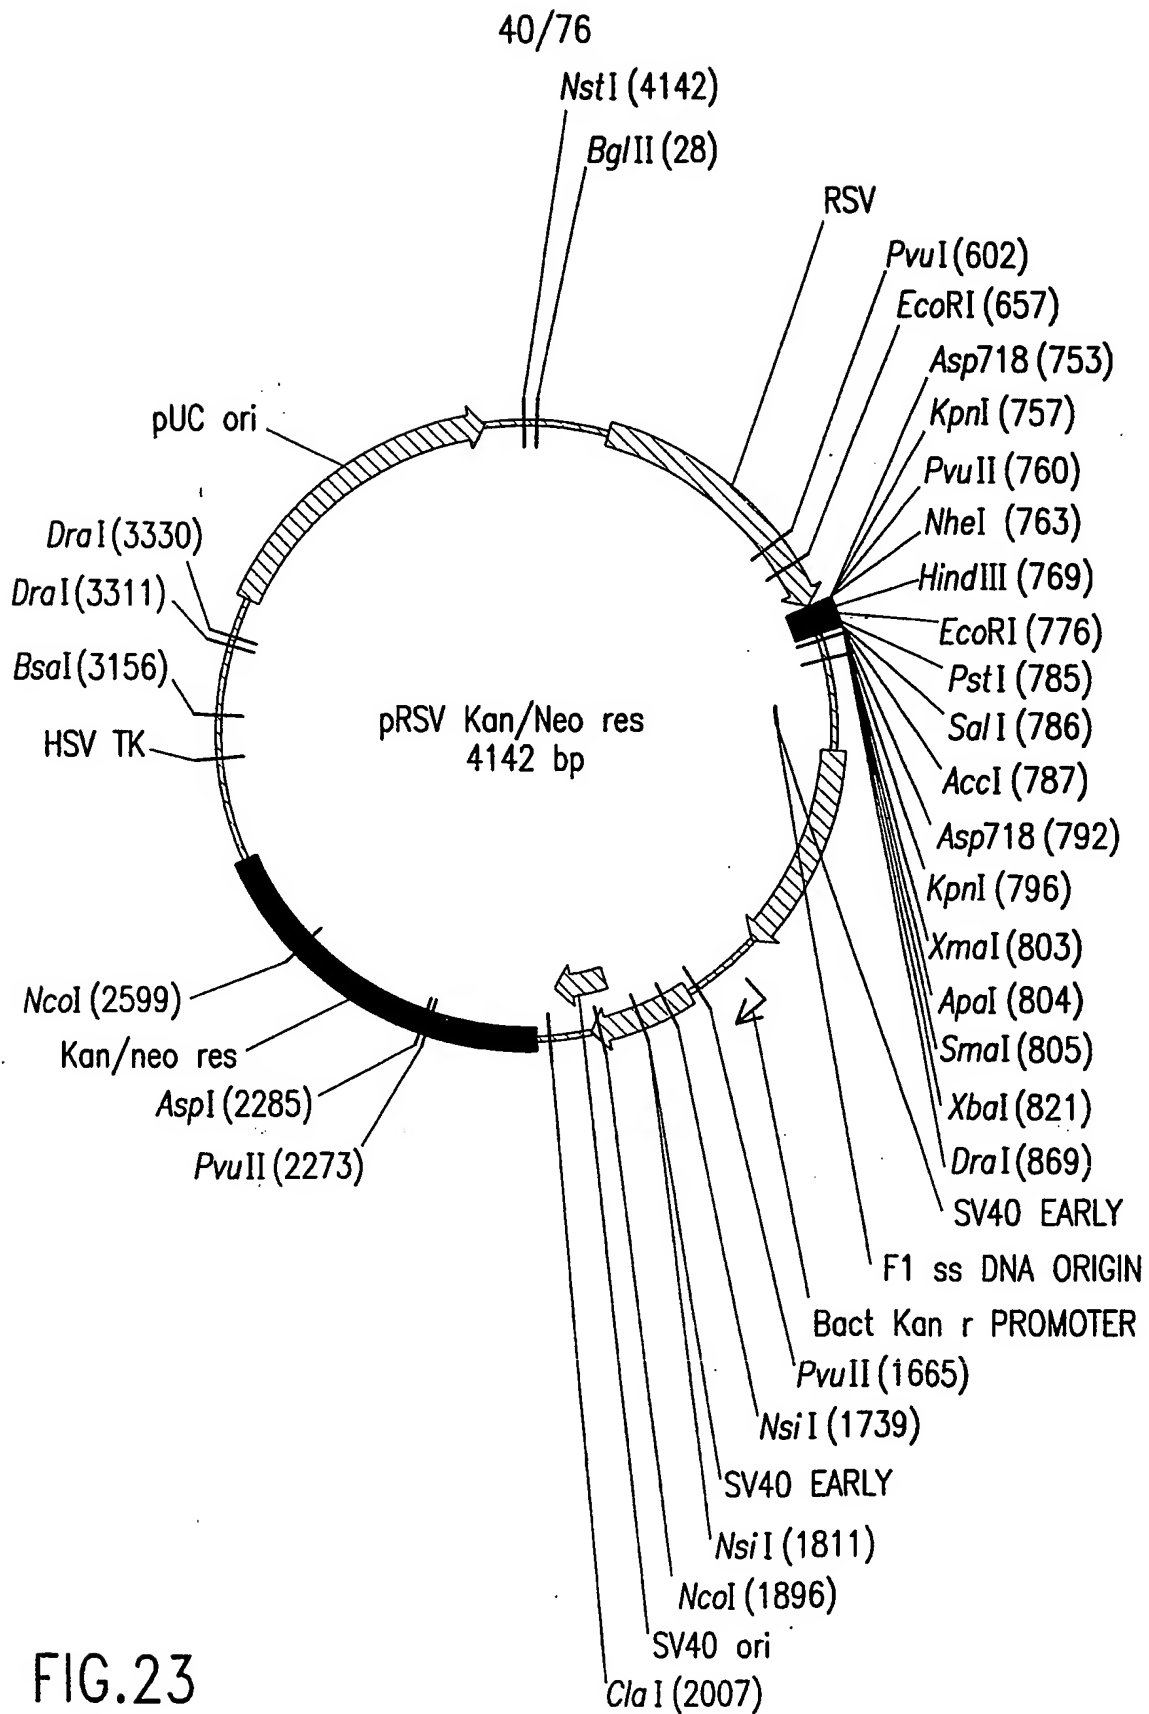 40/76
NstI (4142)
BglII (28)
RSV
PvuI (602)
EcoRI (657)
Asp718 (753)
KpnI (757)
PvuII (760)
NheI (763)
HindIII (769)
EcoRI (776)
PstI (785)
SalI (786)
AccI (787)
Asp718 (792)
KpnI (796)
XmaI (803)
ApaI (804)
SmaI (805)
XbaI (821)
DraI (869)
SV40 EARLY
F1 ss DNA ORIGIN
Bact Kan r PROMOTER
PvuII (1665)
NsiI (1739)
SV40 EARLY
NsiI (1811)
NcoI (1896)
SV40 ori
ClaI (2007)
PvuII (2273)
AspI (2285)
Kan/neo res
NcoI (2599)
HSV TK
BsaI (3156)
DraI (3311)
DraI (3330)
pUC ori
pRSV Kan/Neo res
4142 bp
FIG.23